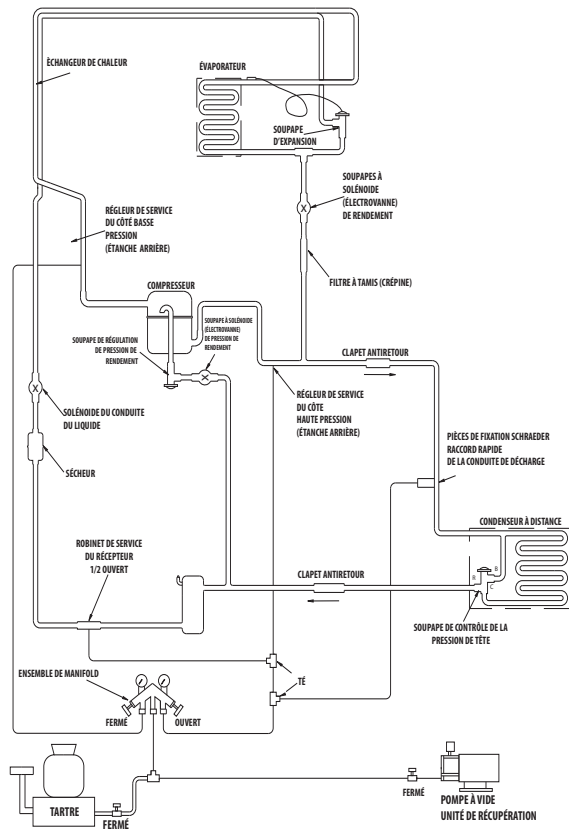 ÉCHANGEUR DE CHALEUR
ÉVAPORATEUR
SOUPAPE
D'EXPANSION
SOUPAPES À
SOLÉNOIDE
(ÉLECTROVANNE)
DE RENDEMENT
X
RÉGLEUR DE SERVICE
DU CÔTÉ BASSE
PRESSION
(ÉTANCHE ARRIÈRE)
FILTRE À TAMIS (CRÉPINE)
COMPRESSEUR
SOUPAPE À SOLÉNOIDE
(ÉLECTROVANNE)
DE PRESSION DE
RENDEMENT
SOUPAPE DE RÉGULATION
DE PRESSION DE
RENDEMENT
X
CLAPET ANTIRETOUR
X
SOLÉNOIDE DU CONDUITE
DU LIQUIDE
RÉGLEUR DE SERVICE
DU CÔTE
HAUTE PRESSION
(ÉTANCHE ARRIÈRE)
PIÈCES DE FIXATION SCHRAEDER
RACCORD RAPIDE
DE LA CONDUITE DE DÉCHARGE
SÉCHEUR
CONDENSEUR À DISTANCE
ROBINET DE SERVICE
DU RÉCEPTEUR
1/2 OUVERT
CLAPET ANTIRETOUR
B
R
C
SOUPAPE DE CONTRÔLE DE LA
PRESSION DE TÊTE
ENSEMBLE DE MANIFOLD
TÉ
FERMÉ
OUVERT
TARTRE
FERMÉ
FERMÉ
POMPE À VIDE
UNITÉ DE RÉCUPÉRATION